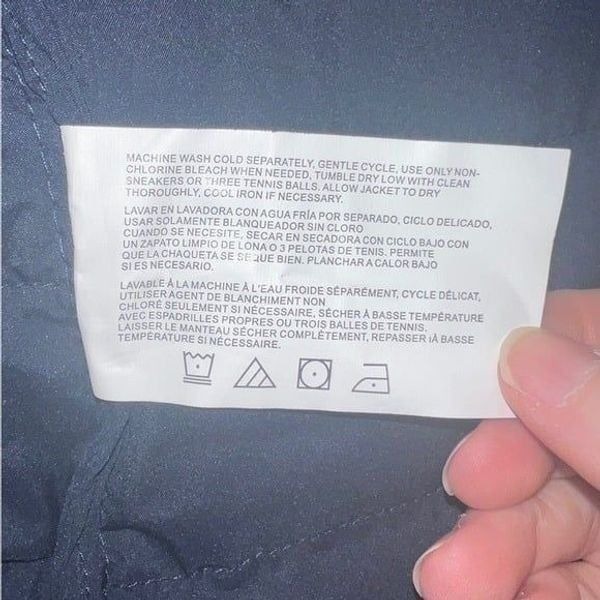 MACHINE WASH COLD SEPARATELY, GENTLE CYCLE, USE ONLY NON-
CHLORINE BLEACH WHEN NEEDED, TUMBLE DRY LOW WITH CLEAN
SNEAKERS OR THREE TENNIS BALLS. ALLOW JACKET TO DRY
THOROUGHLY, COOL IRON IF NECESSARY.
LAVAR EN LAVADORA CON AGUA FRÍA POR SEPARADO, CICLO DELICADO,
USAR SOLAMENTE BLANQUEADOR SIN CLORO
CUANDO SE NECESITE, SECAR EN SECADORA CON CICLO BAJO CON
UN ZAPATO LIMPIO DE LONA O 3 PELOTAS DE TENIS. PERMITE
QUE LA CHAQUETA SE SEQUE BIEN. PLANCHAR A CALOR BAJO
SI ES NECESARIO.
LAVABLE À LA MACHINE À L'EAU FROIDE SÉPARÉMENT, CYCLE DÉLICAT,
UTILISER AGENT DE BLANCHIMENT NON
CHLORÉ SEULEMENT SI NÉCESSAIRE, SÉCHER À BASSE TEMPÉRATURE
AVEC ESPADRILLES PROPRES OU TROIS BALLES DE TENNIS.
LAISSER LE MANTEAU SÉCHER COMPLÈTEMENT, REPASSER ìÀ BASSE
TEMPÉRATURE SI NÉCESSAIRE.